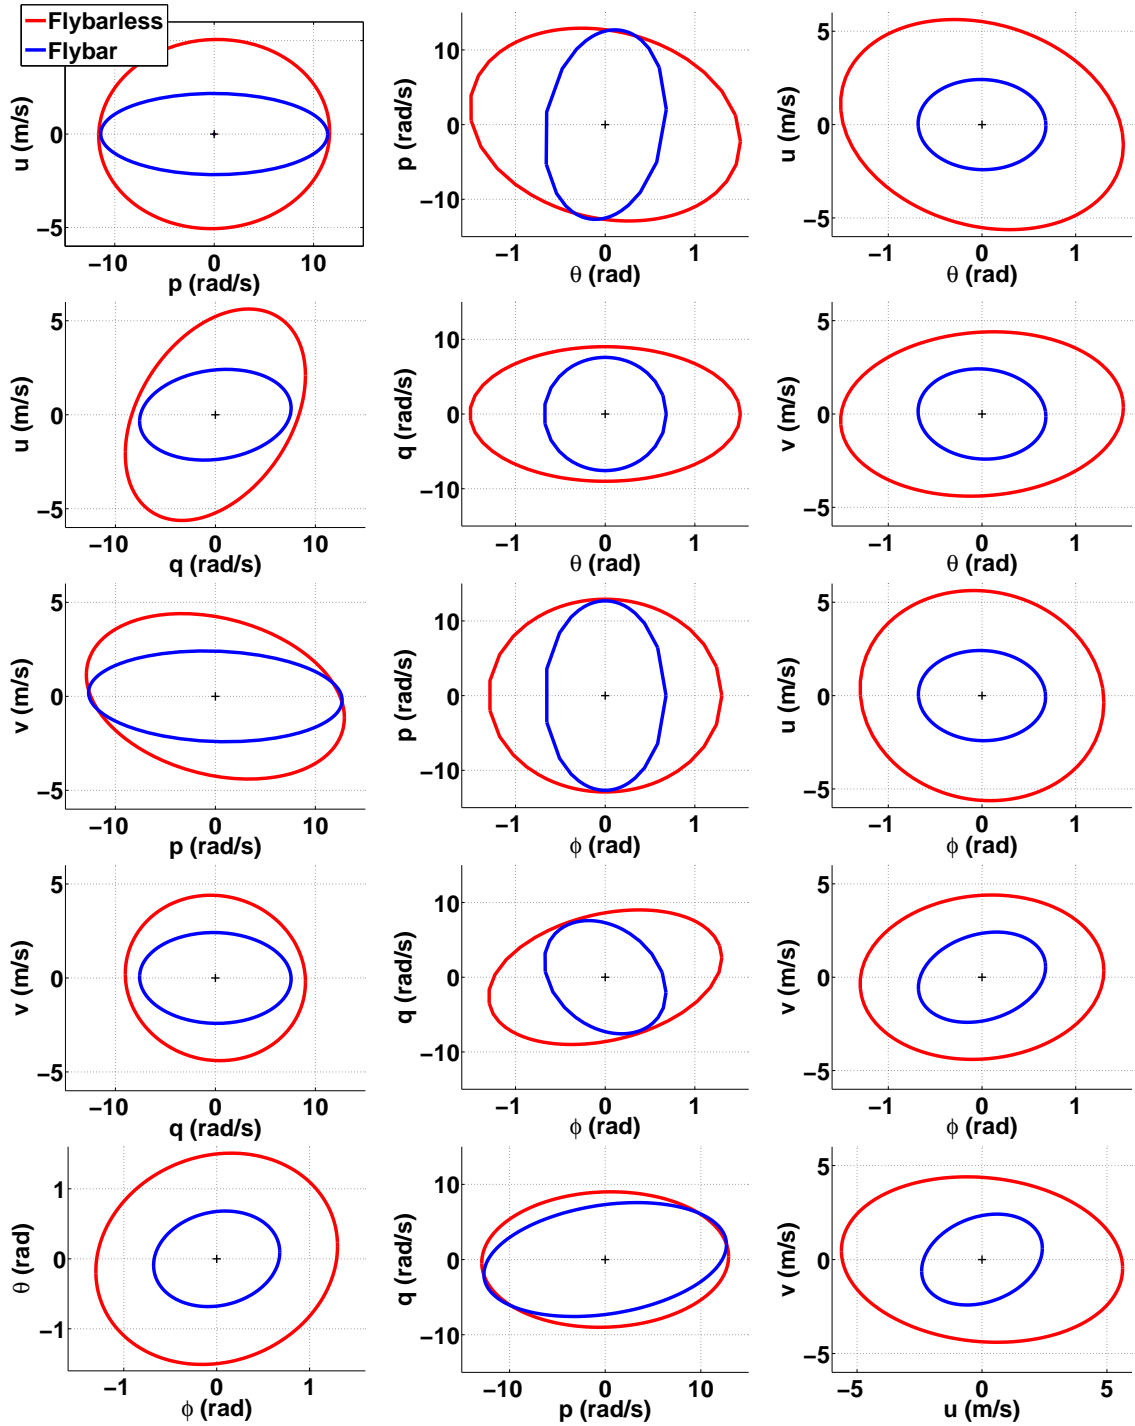 Flybarless
Flybar
u (m/s)
0
−5
−10 0 10
p (rad/s)
p (rad/s)
10
0
−10
−1 0 1
θ (rad)
u (m/s)
5
0
−5
−1 0 1
θ (rad)
u (m/s)
5
0
−5
−10 0 10
q (rad/s)
q (rad/s)
10
0
−10
−1 0 1
θ (rad)
v (m/s)
5
0
−5
−1 0 1
θ (rad)
v (m/s)
5
0
−5
−10 0 10
p (rad/s)
p (rad/s)
10
0
−10
−1 0 1
ϕ (rad)
u (m/s)
5
0
−5
−1 0 1
ϕ (rad)
v (m/s)
5
0
−5
−10 0 10
q (rad/s)
q (rad/s)
10
0
−10
−1 0 1
ϕ (rad)
v (m/s)
5
0
−5
−1 0 1
ϕ (rad)
θ (rad)
1
0
−1
−1 0 1
ϕ (rad)
q (rad/s)
10
0
−10
−10 0 10
p (rad/s)
v (m/s)
5
0
−5
−5 0 5
u (m/s)